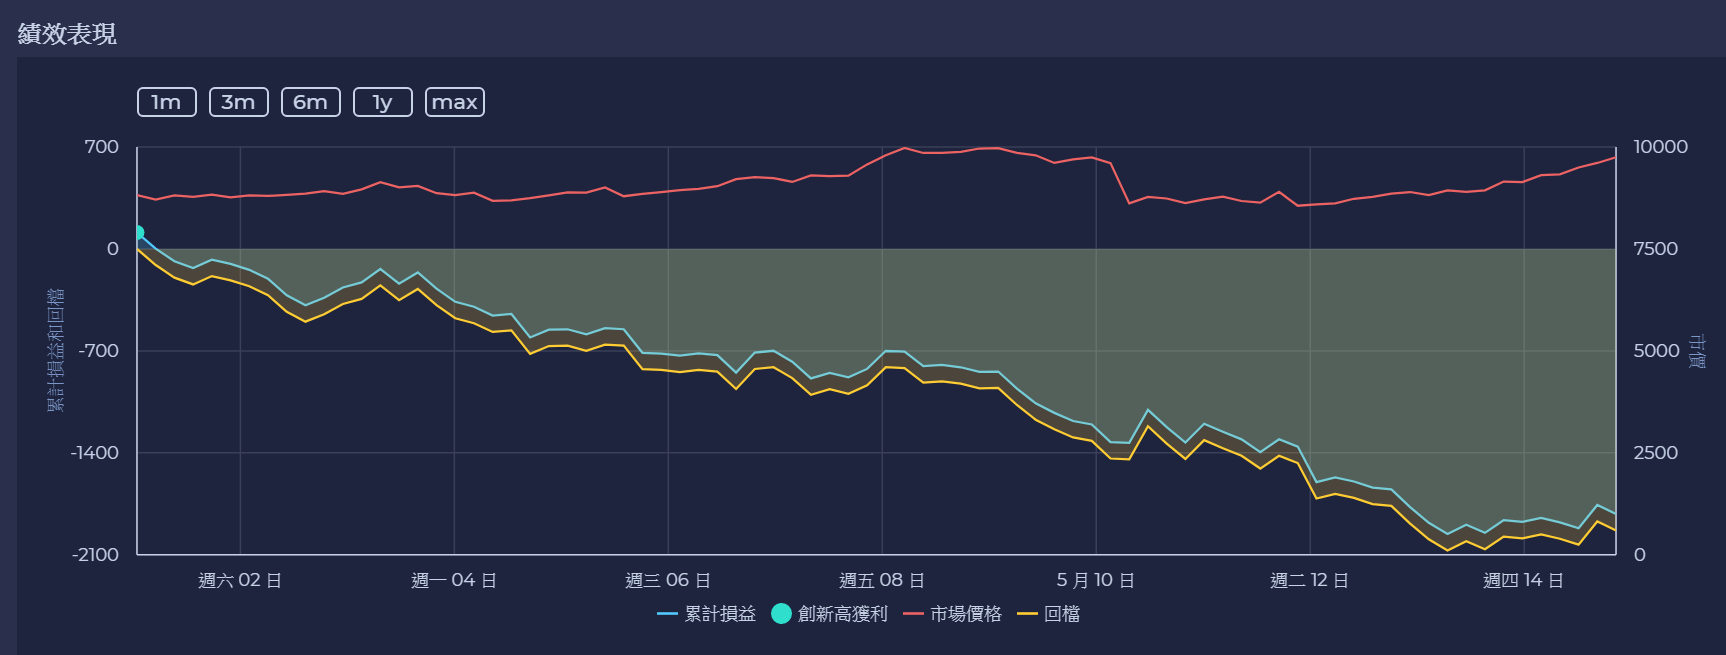 績效表現
1m 3m 6m 1y max
700
0
-700
-1400
-2100
累計損益和回檔
10000
7500
5000
2500
0
市價
週六 02 日 週一 04 日 週三 06 日 週五 08 日 5 月 10 日 週二 12 日 週四 14 日
累計損益 創新高獲利 市場價格 回檔